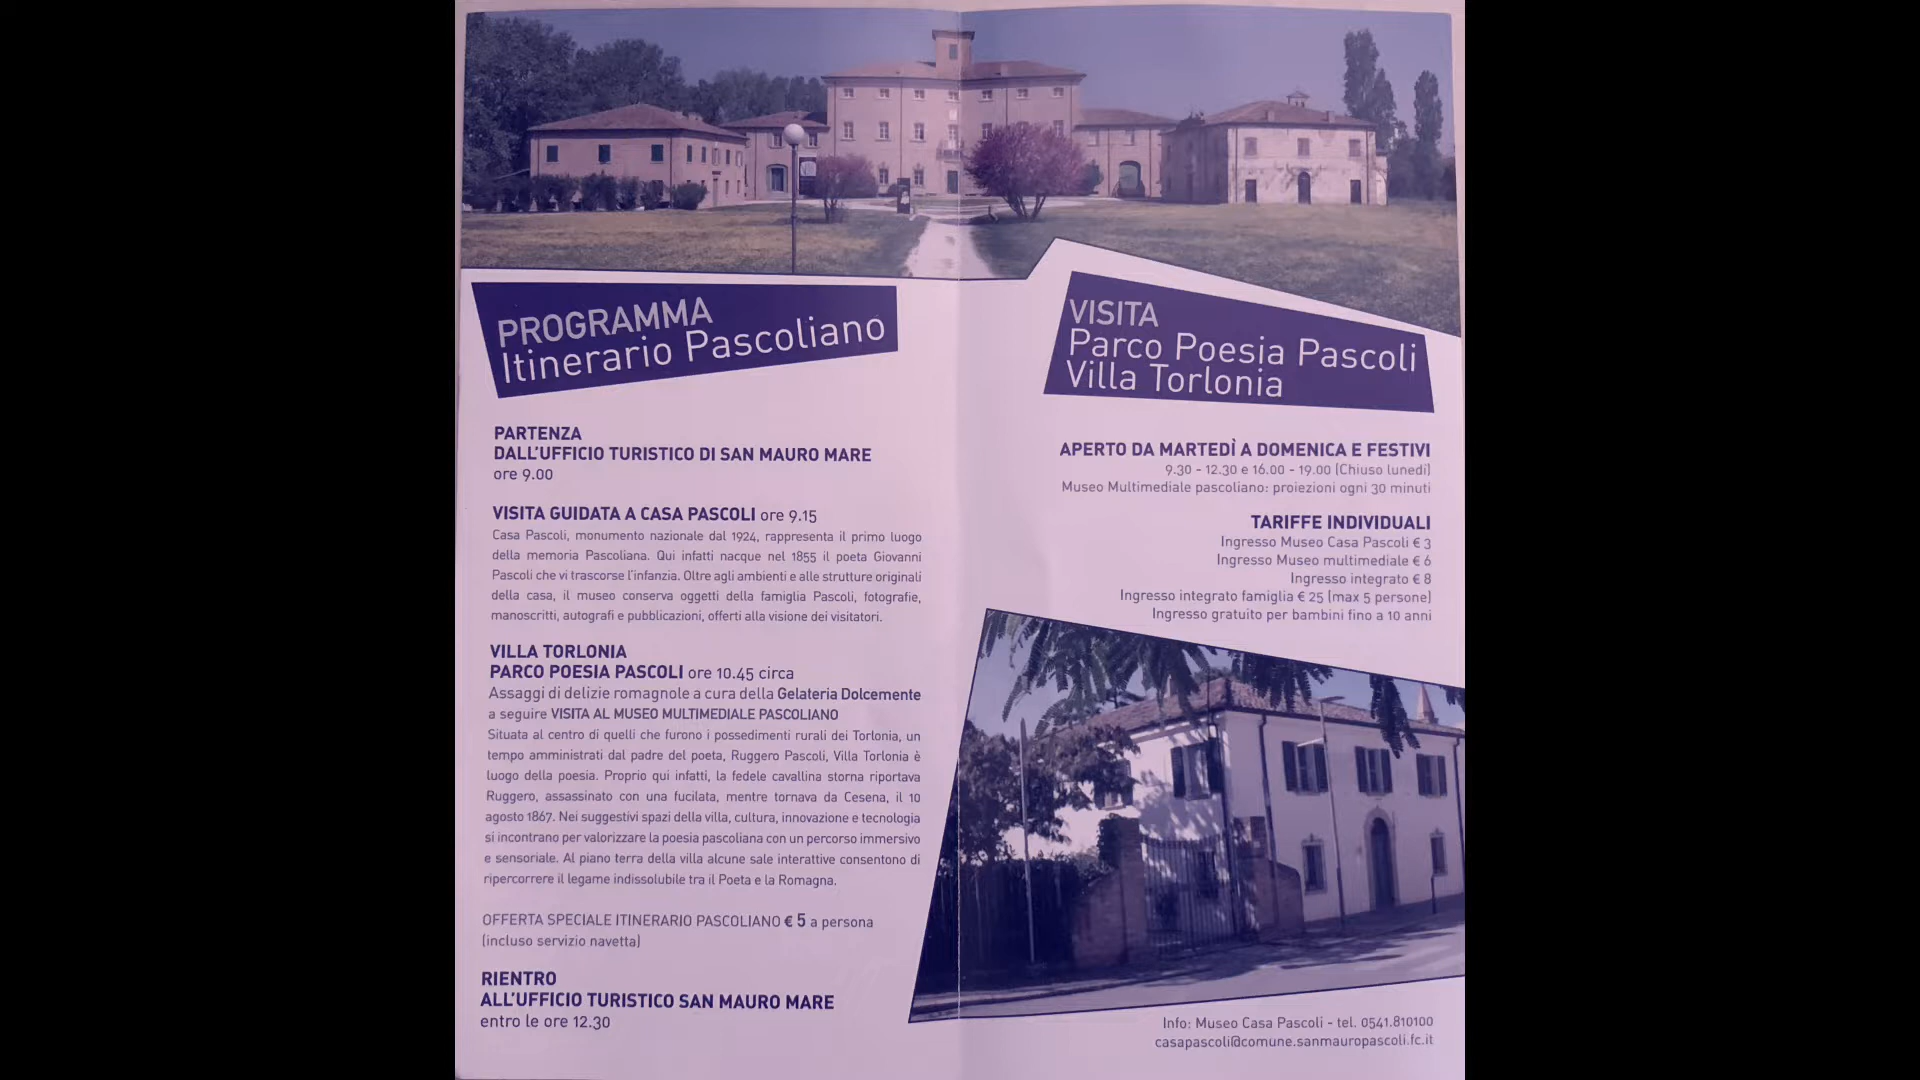 PROGRAMMA
Itinerario Pascoliano
PARTENZA
DALL'UFFICIO TURISTICO DI SAN MAURO MARE
ore 9.00
VISITA GUIDATA A CASA PASCOLI ore 9.15
Casa Pascoli, monumento nazionale dal 1924, rappresenta il primo luogo
della memoria Pascoliana. Qui infatti nacque nel 1855 il poeta Giovanni
Pascoli che vi trascorse l'infanzia. Oltre agli ambienti e alle strutture originali
della casa, il museo conserva oggetti della famiglia Pascoli, fotografie,
manoscritti, autografi e pubblicazioni, offerti alla visione dei visitatori.
VILLA TORLONIA
PARCO POESIA PASCOLI ore 10.45 circa
Assaggi di delizie romagnole a cura della Gelateria Dolcemente
a seguire VISITA AL MUSEO MULTIMEDIALE PASCOLIANO
Situata al centro di quelli che furono i possedimenti rurali dei Torlonia, un
tempo amministrati dal padre del poeta, Ruggero Pascoli, Villa Torlonia è
luogo della poesia. Proprio qui infatti, la fedele cavallina storna riportava
Ruggero, assassinato con una fucilata, mentre tornava da Cesena, il 10
agosto 1867. Nei suggestivi spazi della villa, cultura, innovazione e tecnologia
si incontrano per valorizzare la poesia pascoliana con un percorso immersivo
e sensoriale. Al piano terra della villa alcune sale interattive consentono di
ripercorrere il legame indissolubile tra il Poeta e la Romagna.
OFFERTA SPECIALE ITINERARIO PASCOLIANO € 5 a persona
(incluso servizio navetta)
RIENTRO
ALL'UFFICIO TURISTICO SAN MAURO MARE
entro le ore 12.30
VISITA
Parco Poesia Pascoli
Villa Torlonia
APERTO DA MARTEDÌ A DOMENICA E FESTIVI
9.30 - 12.30 e 16.00 - 19.00 (Chiuso lunedì)
Museo Multimediale pascoliano: proiezioni ogni 30 minuti
TARIFFE INDIVIDUALI
Ingresso Museo Casa Pascoli € 3
Ingresso Museo multimediale € 6
Ingresso integrato € 8
Ingresso integrato famiglia € 25 (max 5 persone)
Ingresso gratuito per bambini fino a 10 anni
Info: Museo Casa Pascoli - tel. 0541.810100
casapascoli@comune.sanmauropascoli.fc.it